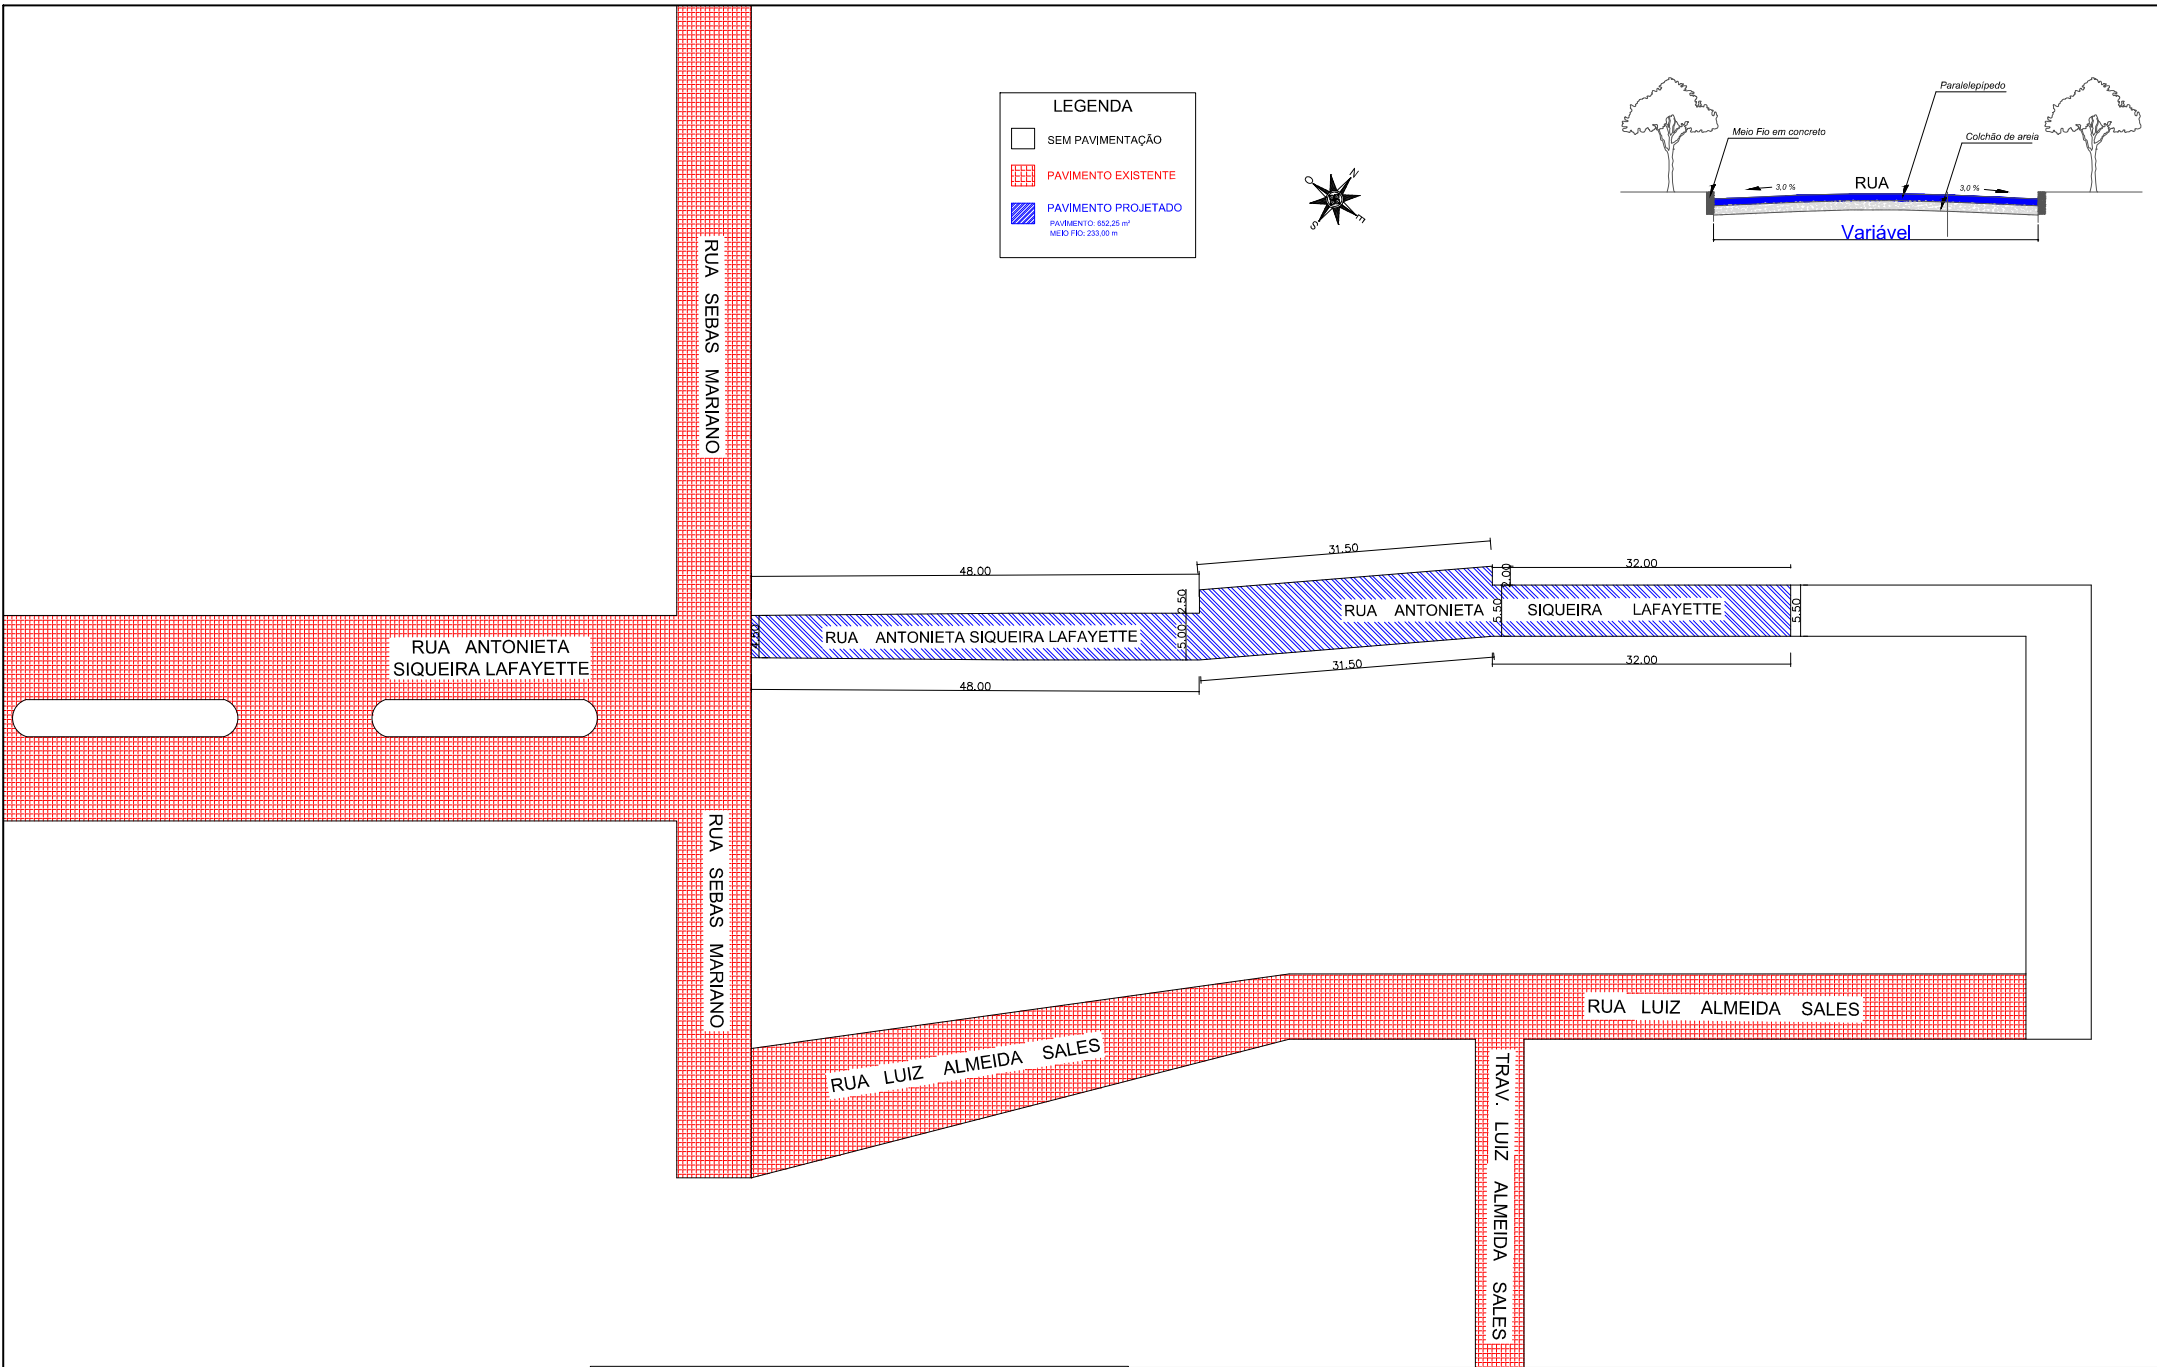 LEGENDA
SEM PAVIMENTAÇÃO
PAVIMENTO EXISTENTE
PAVIMENTO PROJETADO
PAVIMENTO: 652,25 m²
MEIO FIO: 233,00 m
O
N
S
E
Paralelepípedo
Meio Fio em concreto
Colchão de areia
3,0 %
RUA
3,0 %
Variável
RUA SEBAS MARIANO
31.50
48.00
32.00
2.00
2.50
5.00
4.50
5.50
5.50
RUA ANTONIETA SIQUEIRA LAFAYETTE
RUA ANTONIETA SIQUEIRA LAFAYETTE
RUA ANTONIETA
SIQUEIRA LAFAYETTE
31.50
32.00
48.00
RUA SEBAS MARIANO
RUA LUIZ ALMEIDA SALES
RUA LUIZ ALMEIDA SALES
TRAV. LUIZ ALMEIDA SALES